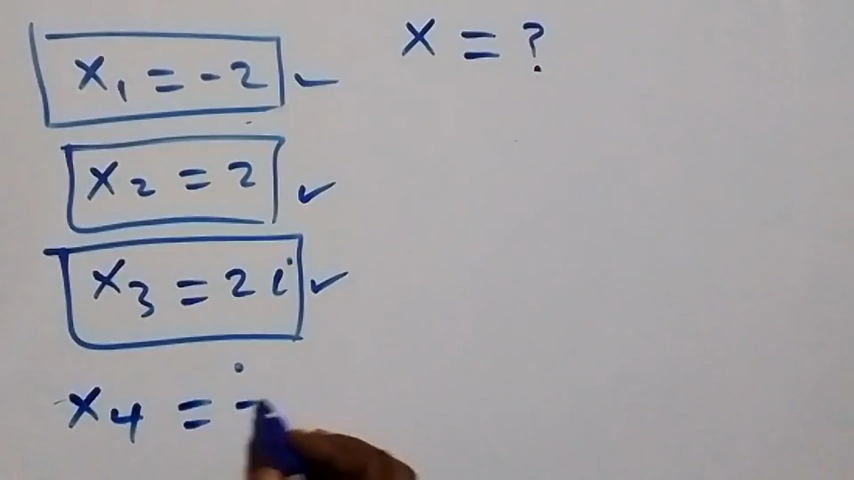 x₁ = -2 ✓
x = ?
x₂ = 2 ✓
x₃ = 2i ✓
x₄ = -